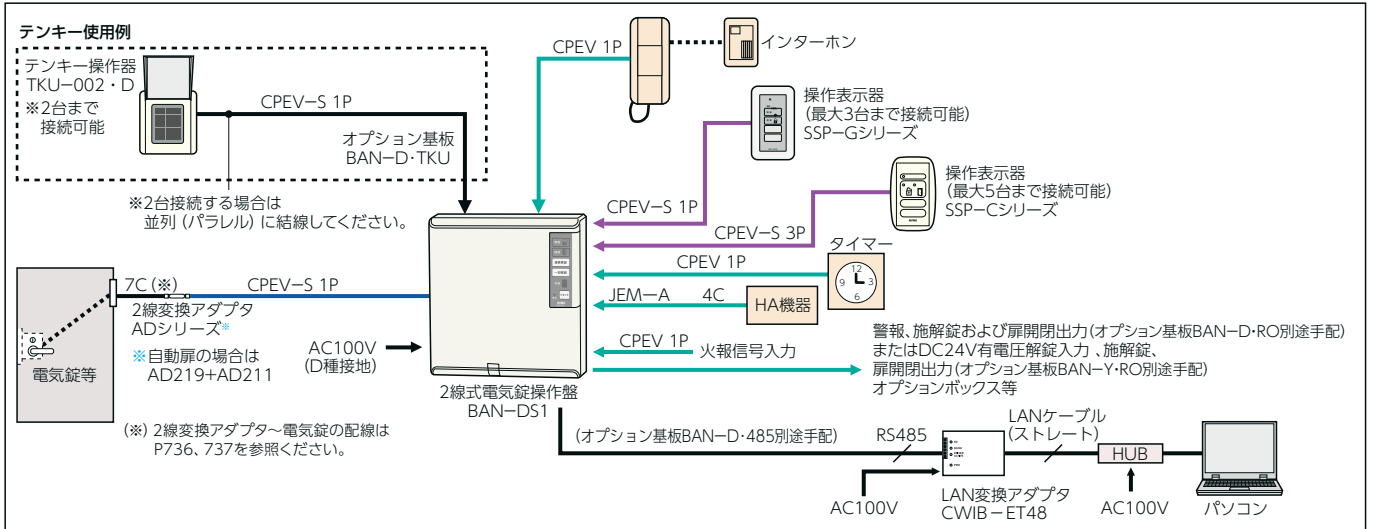 テンキー使用例
テンキー操作器
TKU－002・D
※2台まで
接続可能
CPEV－S 1P
オプション基板
BAN－D・TKU
※2台接続する場合は
並列（パラレル）に結線してください。
CPEV 1P
インターホン
操作表示器
（最大3台まで接続可能）
SSP－Gシリーズ
操作表示器
（最大5台まで接続可能）
SSP－Cシリーズ
CPEV－S 1P
CPEV－S 3P
タイマー
12
3
6
9
CPEV 1P
JEM－A 4C
HA機器
CPEV 1P
火報信号入力
警報、施解錠および扉開閉出力（オプション基板BAN－D・RO別途手配）
またはDC24V有電圧解錠入力、施解錠、
扉開閉出力（オプション基板BAN－Y・RO別途手配）
オプションボックス等
7C（※）
CPEV－S 1P
2線変換アダプタ
ADシリーズ※
※自動扉の場合は
AD219+AD211
電気錠等
AC100V
（D種接地）
2線式電気錠操作盤
BAN－DS1
（※）2線変換アダプタ～電気錠の配線は
P736、737を参照ください。
（オプション基板BAN－D・485別途手配）
RS485
LANケーブル
（ストレート）
HUB
AC100V
LAN変換アダプタ
CWIB－ET48
AC100V
パソコン